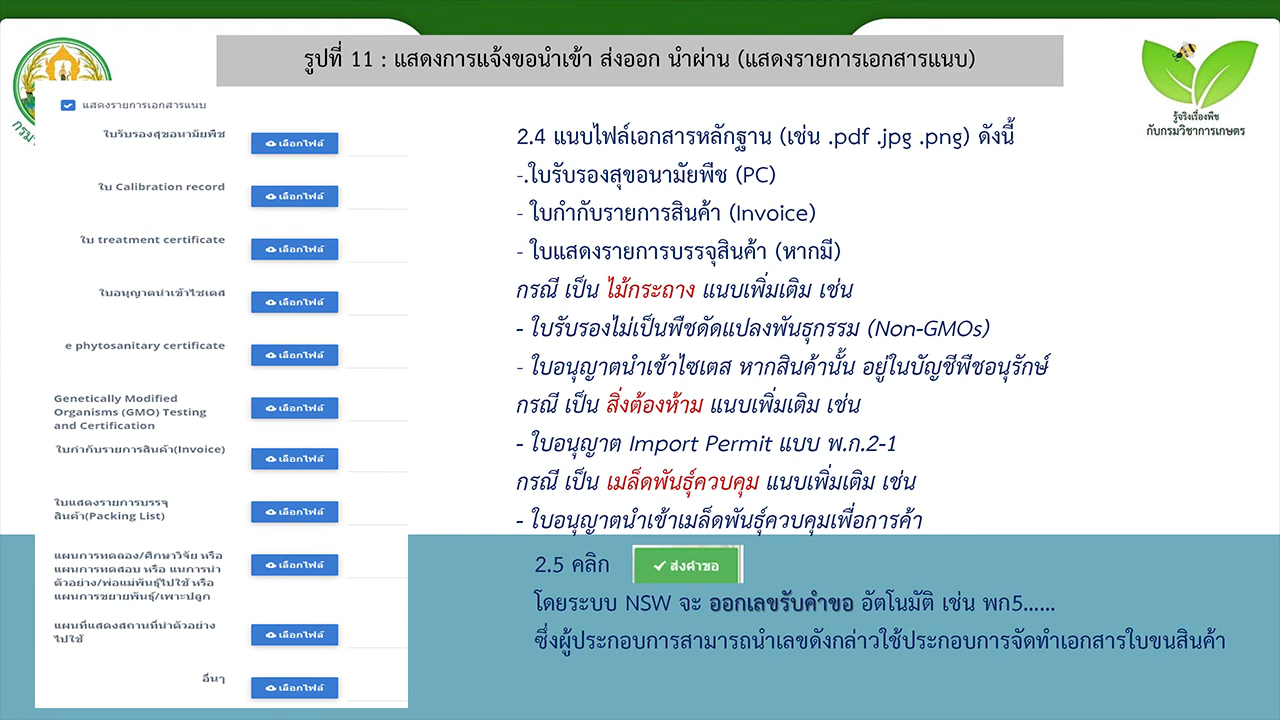 รูปที่ 11 : แสดงการแจ้งขอนำเข้า ส่งออก นำผ่าน (แสดงรายการเอกสารแนบ)
กรม
รู้จริงเรื่องพืช
กับกรมวิชาการเกษตร
แสดงรายการเอกสารแนบ
ใบรับรองสุขอนามัยพืช
เลือกไฟล์
ใบ Calibration record
เลือกไฟล์
ใบ treatment certificate
เลือกไฟล์
ใบอนุญาตนำเข้าไซเตส
เลือกไฟล์
e phytosanitary certificate
เลือกไฟล์
Genetically Modified
Organisms (GMO) Testing
and Certification
เลือกไฟล์
ใบกำกับรายการสินค้า(Invoice)
เลือกไฟล์
ใบแสดงรายการบรรจุ
สินค้า(Packing List)
เลือกไฟล์
แผนการทดลอง/ศึกษาวิจัย หรือ
แผนการทดสอบ หรือ แนการนำ
ตัวอย่าง/พ่อแม่พันธุ์ไปใช้ หรือ
แผนการขยายพันธุ์/เพาะปลูก
เลือกไฟล์
แผนที่แสดงสถานที่นำตัวอย่าง
ไปใช้
เลือกไฟล์
อื่นๆ
เลือกไฟล์
2.4 แนบไฟล์เอกสารหลักฐาน (เช่น .pdf .jpg .png) ดังนี้
-.ใบรับรองสุขอนามัยพืช (PC)
- ใบกำกับรายการสินค้า (Invoice)
- ใบแสดงรายการบรรจุสินค้า (หากมี)
กรณี เป็น ไม้กระถาง แนบเพิ่มเติม เช่น
- ใบรับรองไม่เป็นพืชดัดแปลงพันธุกรรม (Non-GMOs)
- ใบอนุญาตนำเข้าไซเตส หากสินค้านั้น อยู่ในบัญชีพืชอนุรักษ์
กรณี เป็น สิ่งต้องห้าม แนบเพิ่มเติม เช่น
- ใบอนุญาต Import Permit แบบ พ.ก.2-1
กรณี เป็น เมล็ดพันธุ์ควบคุม แนบเพิ่มเติม เช่น
- ใบอนุญาตนำเข้าเมล็ดพันธุ์ควบคุมเพื่อการค้า
2.5 คลิก ส่งคำขอ
โดยระบบ NSW จะ ออกเลขรับคำขอ อัตโนมัติ เช่น พก5......
ซึ่งผู้ประกอบการสามารถนำเลขดังกล่าวใช้ประกอบการจัดทำเอกสารใบขนสินค้า